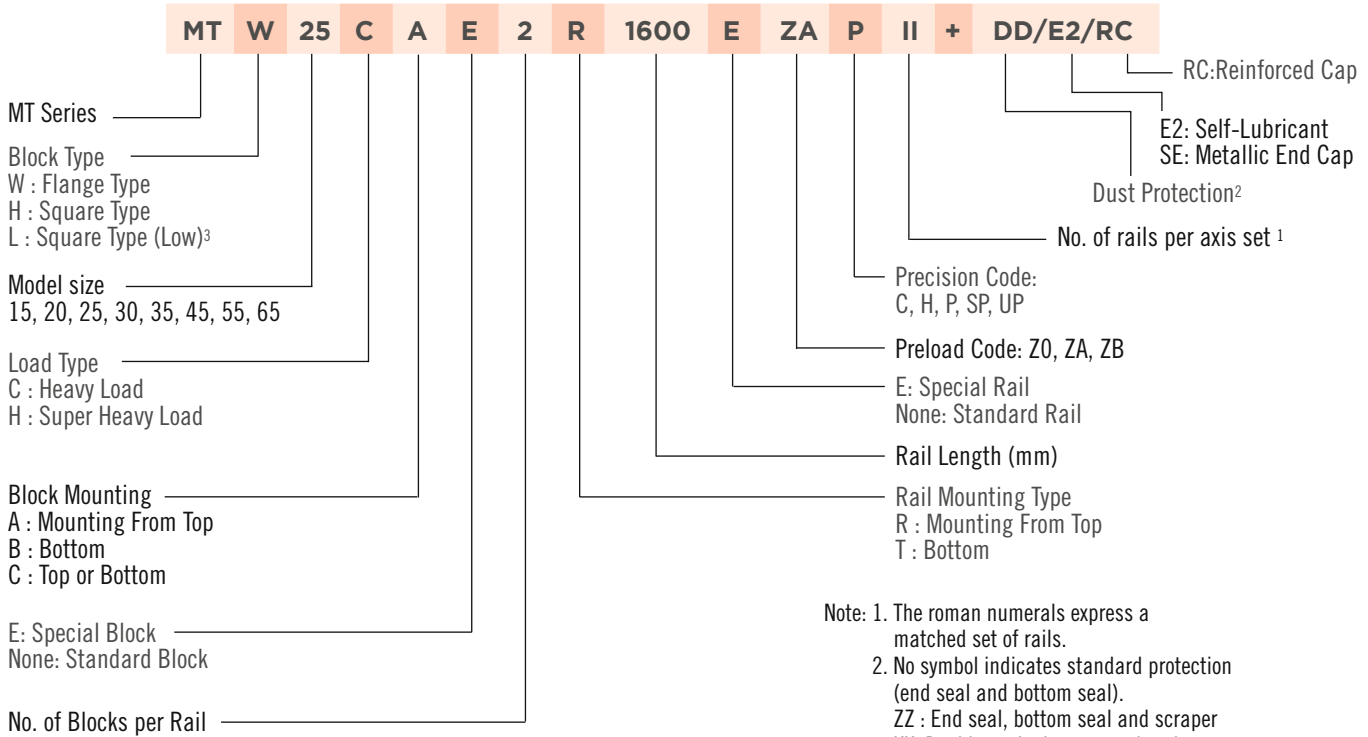 MT W 25 C A E 2 R 1600 E ZA P II + DD/E2/RC
RC:Reinforced Cap
E2: Self-Lubricant
SE: Metallic End Cap
Dust Protection2
No. of rails per axis set 1
Precision Code:
C, H, P, SP, UP
Preload Code: Z0, ZA, ZB
E: Special Rail
None: Standard Rail
Rail Length (mm)
Rail Mounting Type
R : Mounting From Top
T : Bottom
MT Series
Block Type
W : Flange Type
H : Square Type
L : Square Type (Low)3
Model size
15, 20, 25, 30, 35, 45, 55, 65
Load Type
C : Heavy Load
H : Super Heavy Load
Block Mounting
A : Mounting From Top
B : Bottom
C : Top or Bottom
E: Special Block
None: Standard Block
No. of Blocks per Rail
Note: 1. The roman numerals express a
matched set of rails.
2. No symbol indicates standard protection
(end seal and bottom seal).
ZZ : End seal, bottom seal and scraper